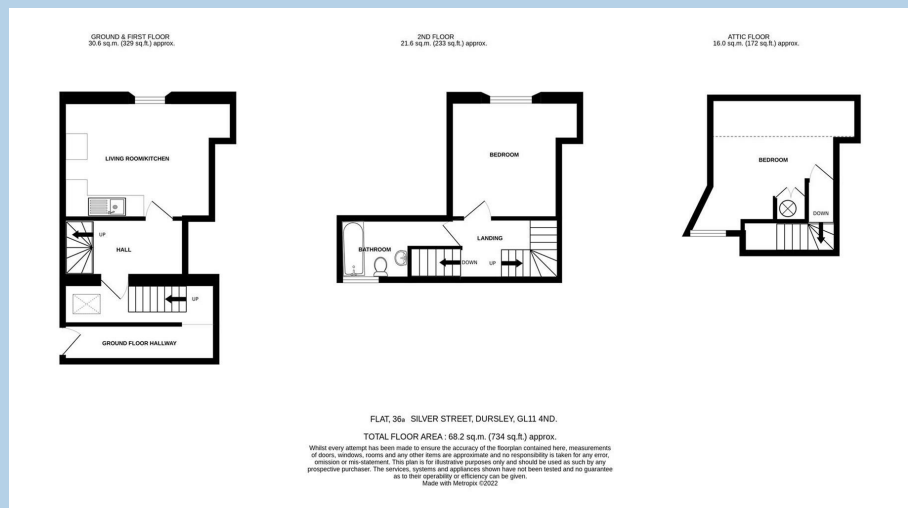 GROUND & FIRST FLOOR
30.6 sq.m. (329 sq.ft.) approx.
LIVING ROOM/KITCHEN
UP
HALL
UP
GROUND FLOOR HALLWAY
2ND FLOOR
21.6 sq.m. (233 sq.ft.) approx.
BEDROOM
LANDING
BATHROOM
DOWN
UP
ATTIC FLOOR
16.0 sq.m. (172 sq.ft.) approx.
BEDROOM
DOWN
FLAT, 36a SILVER STREET, DURSLEY, GL11 4ND.
TOTAL FLOOR AREA : 68.2 sq.m. (734 sq.ft.) approx.
Whilst every attempt has been made to ensure the accuracy of the floorplan contained here, measurements
of doors, windows, rooms and any other items are approximate and no responsibility is taken for any error,
omission or mis-statement. This plan is for illustrative purposes only and should be used as such by any
prospective purchaser. The services, systems and appliances shown have not been tested and no guarantee
as to their operability or efficiency can be given.
Made with Metropix ©2022